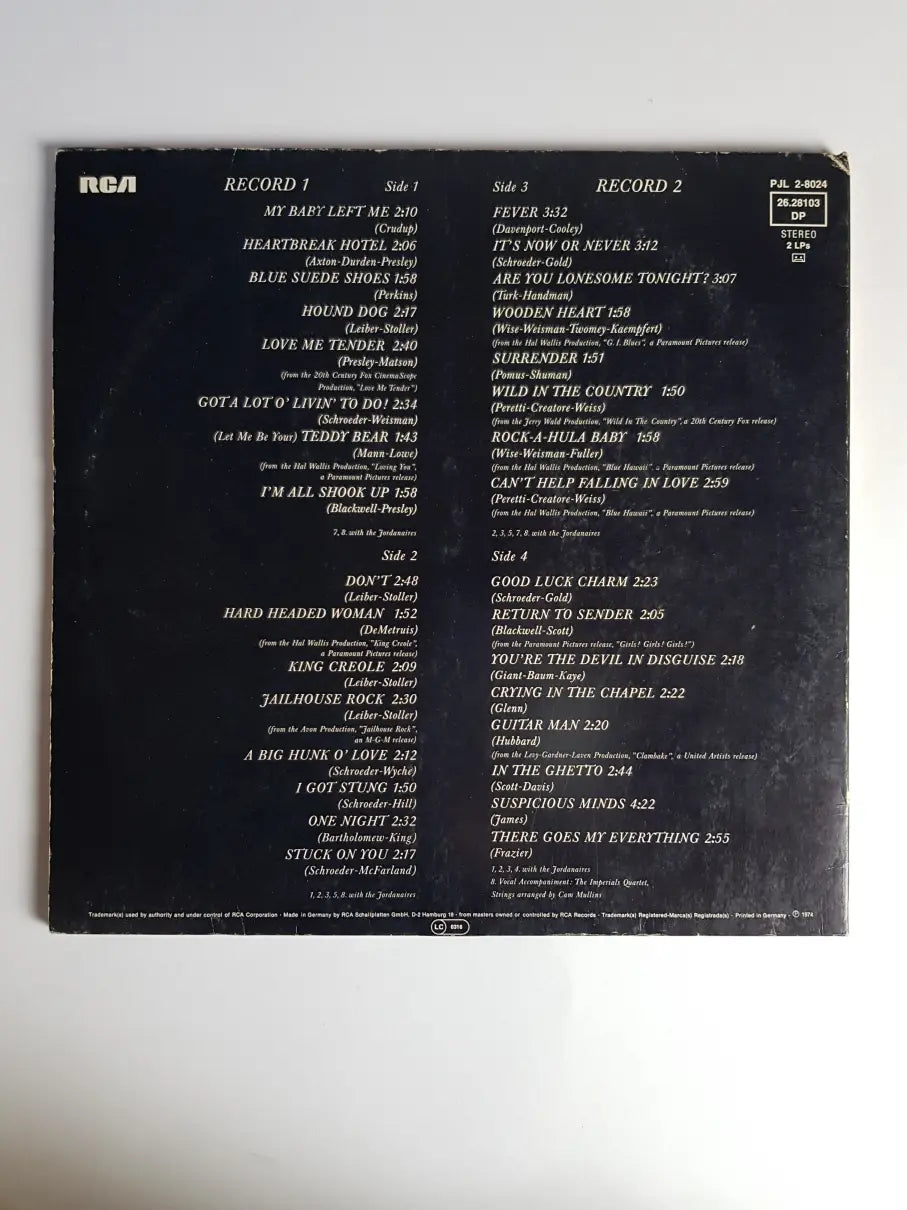 RCA
RECORD 1 Side 1
MY BABY LEFT ME 2:10
(Crudup)
HEARTBREAK HOTEL 2:06
(Axton-Durden-Presley)
BLUE SUEDE SHOES 1:58
(Perkins)
HOUND DOG 2:17
(Leiber-Stoller)
LOVE ME TENDER 2:40
(Presley-Matson)
(from the 20th Century Fox CinemaScope
Production, "Love Me Tender")
GOT A LOT O' LIVIN' TO DO! 2:34
(Schroeder-Weisman)
(Let Me Be Your) TEDDY BEAR 1:43
(Mann-Lowe)
(from the Hal Wallis Production, "Loving You",
a Paramount Pictures release)
I'M ALL SHOOK UP 1:58
(Blackwell-Presley)
7, 8. with the Jordanaires
Side 2
DON'T 2:48
(Leiber-Stoller)
HARD HEADED WOMAN 1:52
(DeMetruis)
(from the Hal Wallis Production, "King Creole",
a Paramount Pictures release)
KING CREOLE 2:09
(Leiber-Stoller)
JAILHOUSE ROCK 2:30
(Leiber-Stoller)
(from the Avon Production, "Jailhouse Rock",
an M-G-M release)
A BIG HUNK O' LOVE 2:12
(Schroeder-Wyche)
I GOT STUNG 1:50
(Schroeder-Hill)
ONE NIGHT 2:32
(Bartholomew-King)
STUCK ON YOU 2:17
(Schroeder-McFarland)
1, 2, 3, 5, 8. with the Jordanaires
Side 3 RECORD 2
FEVER 3:32
(Davenport-Cooley)
IT'S NOW OR NEVER 3:12
(Schroeder-Gold)
ARE YOU LONESOME TONIGHT? 3:07
(Turk-Handman)
WOODEN HEART 1:58
(Wise-Weisman-Twomey-Kaempfert)
(from the Hal Wallis Production, "G. I. Blues", a Paramount Pictures release)
SURRENDER 1:51
(Pomus-Shuman)
WILD IN THE COUNTRY 1:50
(Peretti-Creatore-Weiss)
(from the Jerry Wald Production, "Wild In The Country", a 20th Century Fox release)
ROCK-A-HULA BABY 1:58
(Wise-Weisman-Fuller)
(from the Hal Wallis Production, "Blue Hawaii", a Paramount Pictures release)
CAN'T HELP FALLING IN LOVE 2:59
(Peretti-Creatore-Weiss)
(from the Hal Wallis Production, "Blue Hawaii", a Paramount Pictures release)
2, 3, 5, 7, 8. with the Jordanaires
Side 4
GOOD LUCK CHARM 2:23
(Schroeder-Gold)
RETURN TO SENDER 2:05
(Blackwell-Scott)
(from the Paramount Pictures release, "Girls! Girls! Girls!")
YOU'RE THE DEVIL IN DISGUISE 2:18
(Giant-Baum-Kaye)
CRYING IN THE CHAPEL 2:22
(Glenn)
GUITAR MAN 2:20
(Hubbard)
(from the Levy-Gardner-Laven Production, "Clambake", a United Artists release)
IN THE GHETTO 2:44
(Scott-Davis)
SUSPICIOUS MINDS 4:22
(James)
THERE GOES MY EVERYTHING 2:55
(Frazier)
1, 2, 3, 4. with the Jordanaires
8. Vocal Accompaniment: The Imperials Quartet,
Strings arranged by Cam Mullins
PJL 2-8024
26.28103
DP
STEREO
2 LPs
Trademark(s) used by authority and under control of RCA Corporation · Made in Germany by RCA Schallplatten GmbH, D-2 Hamburg 18 · from masters owned or controlled by RCA Records · Trademark(s) Registered-Marca(s) Registrada(s) · Printed in Germany · ℗ 1974
LC 0316